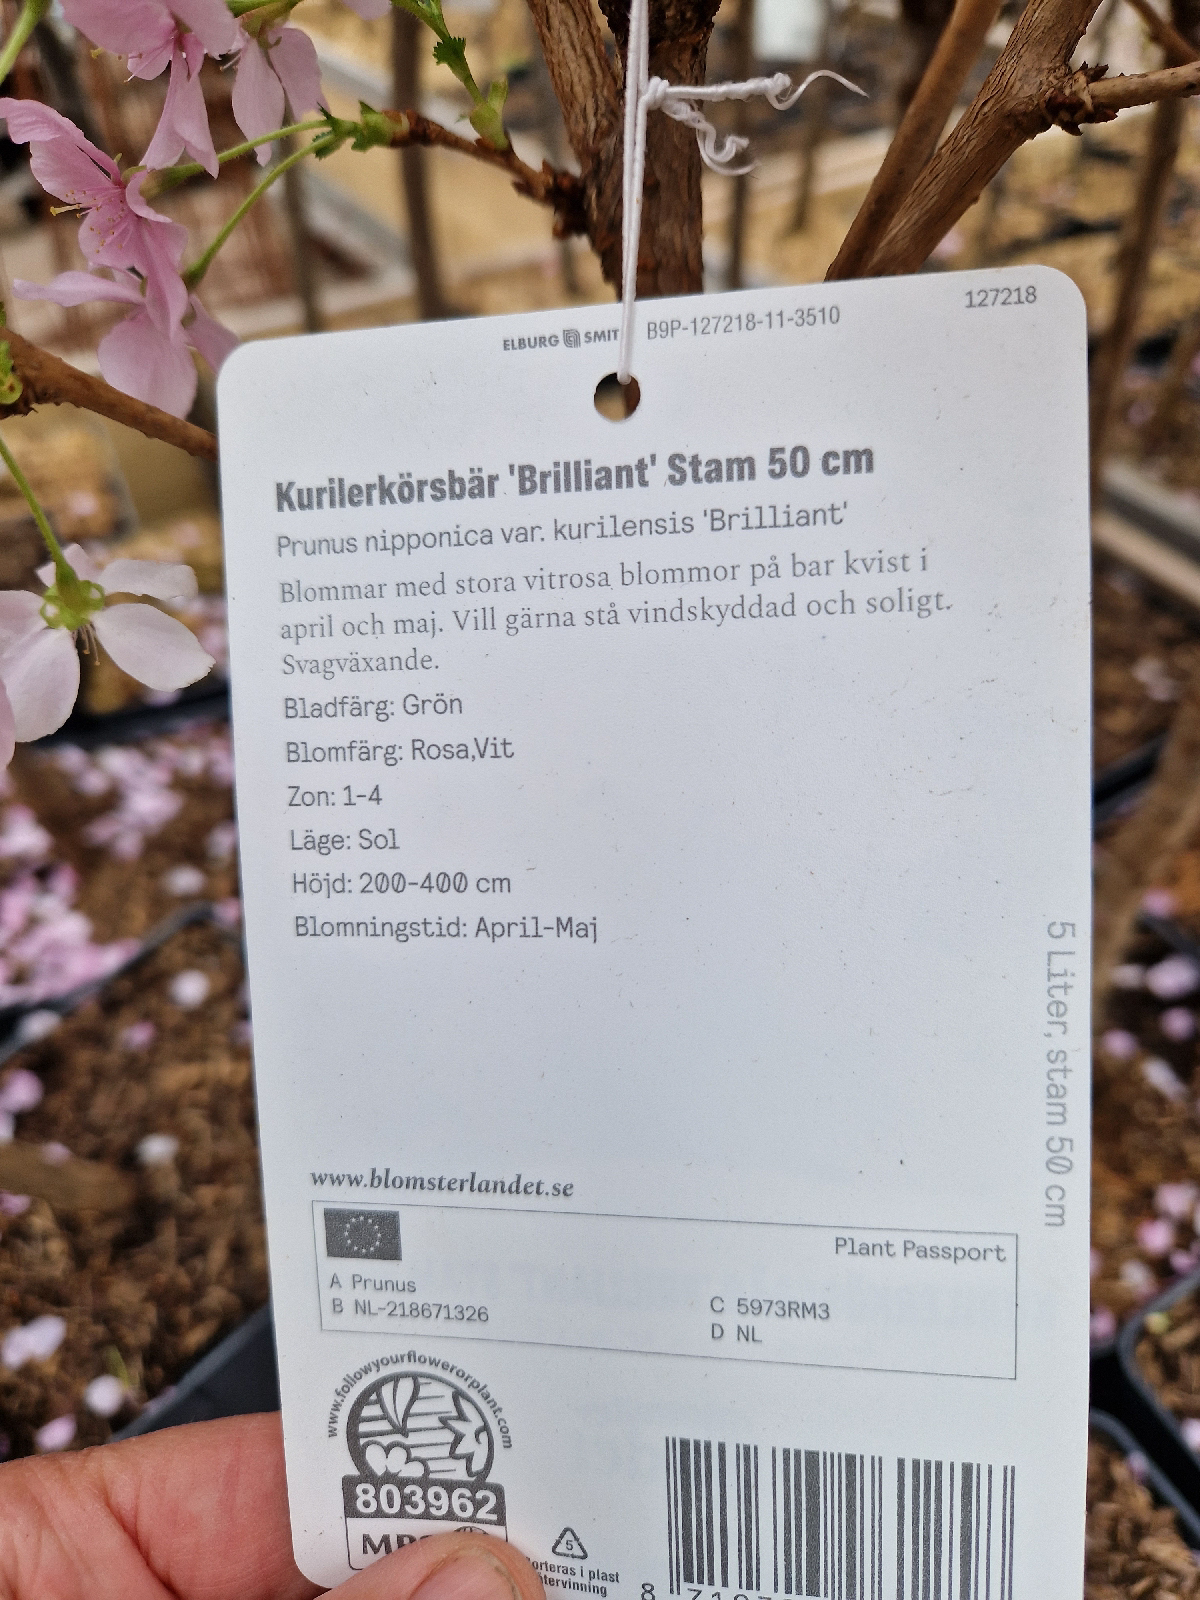 127218
ELBURG SMIT B9P-127218-11-3510
Kurilerkörsbär 'Brilliant' Stam 50 cm
Prunus nipponica var. kurilensis 'Brilliant'
Blommar med stora vitrosa blommor på bar kvist i
april och maj. Vill gärna stå vindskyddad och soligt.
Svagväxande.
Bladfärg: Grön
Blomfärg: Rosa,Vit
Zon: 1-4
Läge: Sol
Höjd: 200-400 cm
Blomningstid: April-Maj
5 Liter, stam 50 cm
www.blomsterlandet.se
Plant Passport
A Prunus
B NL-218671326
C 5973RM3
D NL
www.followyourflowerorplant.com
803962
5
i plast
8